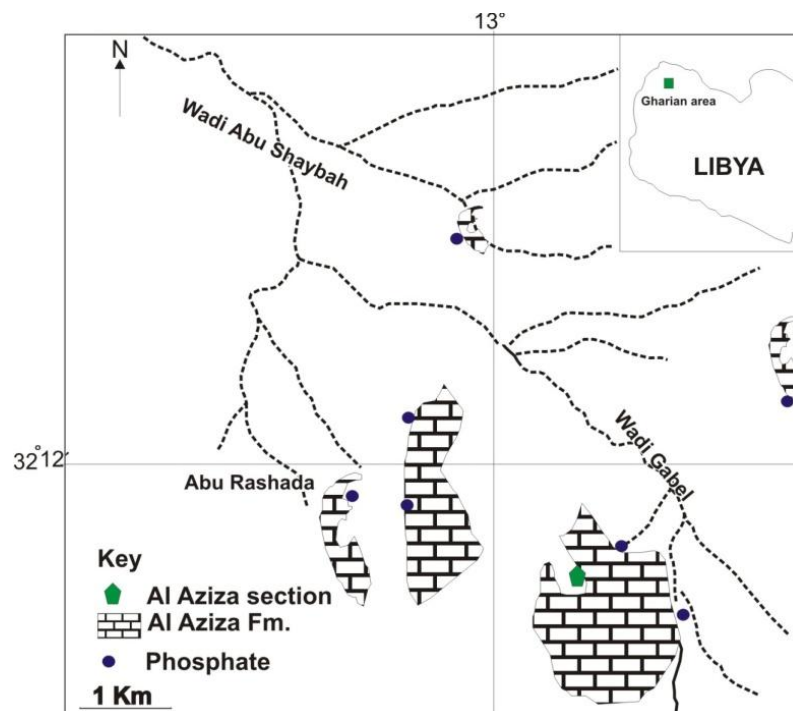 13°
N
Wadi Abu Shaybah
Gharian area
LIBYA
32°12'
Wadi Gabel
Abu Rashada
Key
Al Aziza section
Al Aziza Fm.
Phosphate
1 Km